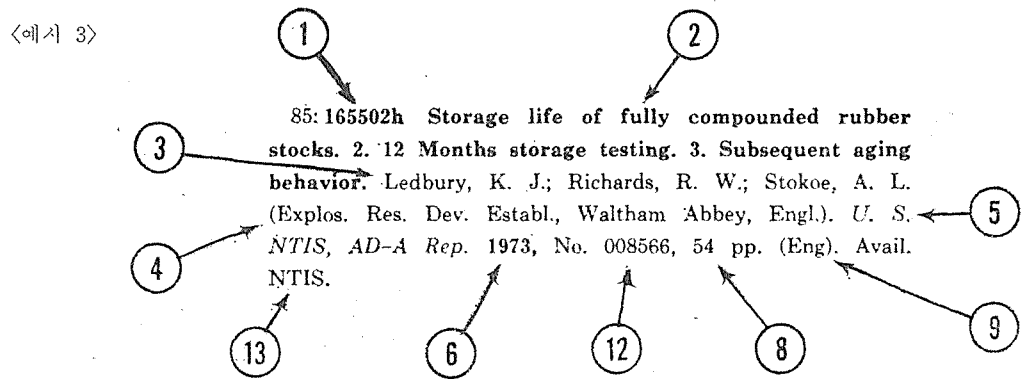 〈예시 3〉
1 2
85: 165502h Storage life of fully compounded rubber
stocks. 2. 12 Months storage testing. 3. Subsequent aging
3
behavior. Ledbury, K. J.; Richards, R. W.; Stokoe, A. L.
(Explos. Res. Dev. Establ., Waltham Abbey, Engl.). U. S.
5
NTIS, AD-A Rep. 1973, No. 008566, 54 pp. (Eng). Avail.
4
NTIS.
13 6 12 8 9